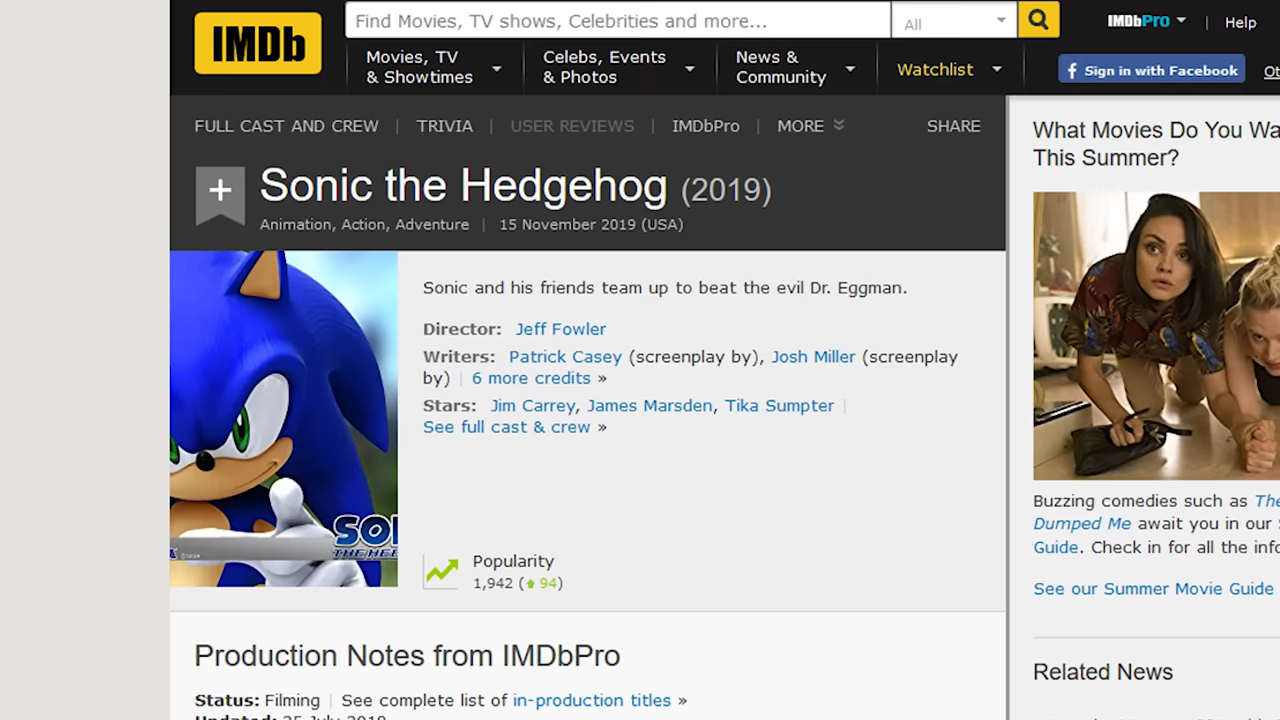 IMDb
Find Movies, TV shows, Celebrities and more...
All
IMDbPro
|
Help
Movies, TV
& Showtimes
Celebs, Events
& Photos
News &
Community
Watchlist
Sign in with Facebook
FULL CAST AND CREW | TRIVIA | USER REVIEWS | IMDbPro | MORE
SHARE
+
Sonic the Hedgehog (2019)
Animation, Action, Adventure | 15 November 2019 (USA)
©SEGA
Sonic and his friends team up to beat the evil Dr. Eggman.
Director: Jeff Fowler
Writers: Patrick Casey (screenplay by), Josh Miller (screenplay
by) | 6 more credits »
Stars: Jim Carrey, James Marsden, Tika Sumpter |
See full cast & crew »
Popularity
1,942 (94)
Production Notes from IMDbPro
Status: Filming | See complete list of in-production titles »
Updated: 25 July 2018
What Movies Do You Wa
This Summer?
Buzzing comedies such as The
Dumped Me await you in our S
Guide. Check in for all the info
See our Summer Movie Guide
Related News